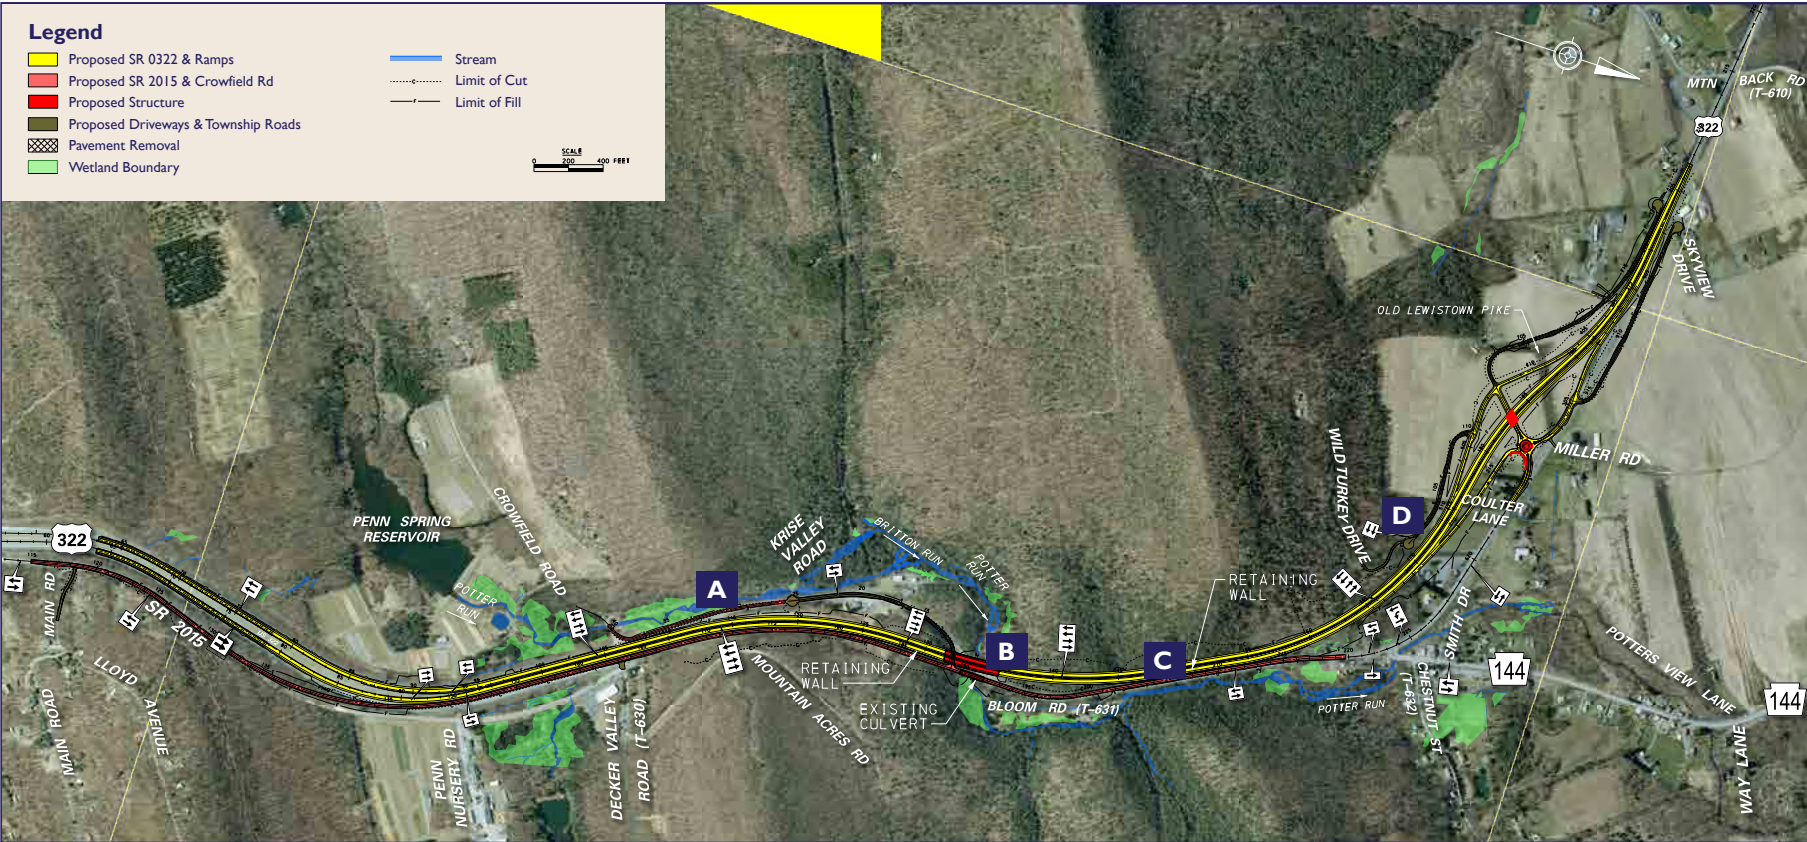 Legend
Proposed SR 0322 & Ramps
Proposed SR 2015 & Crowfield Rd
Proposed Structure
Proposed Driveways & Township Roads
Pavement Removal
Wetland Boundary
Stream
Limit of Cut
Limit of Fill
SCALE
0 200 400 FEET
MTN BACK RD
(T-610)
322
SKYVIEW
DRIVE
OLD LEWISTOWN PIKE
MILLER RD
COULTER
LANE
WILD TURKEY DRIVE
D
PENN SPRING
RESERVOIR
CROWFIELD ROAD
KRISE
VALLEY
ROAD
BRITTON RUN
POTTER
RUN
POTTER
RUN
322
A
RETAINING
WALL
MAIN RD
SR 2015
LLOYD AVENUE
MAIN ROAD
B
C
RETAINING
WALL
MOUNTAIN ACRES RD
EXISTING
CULVERT
BLOOM RD (T-631)
PENN
NURSERY RD
DECKER VALLEY
ROAD (T-630)
SMITH DR
144
POTTERS VIEW LANE
144
POTTER RUN
CHESTNUT ST
(T-632)
WAY LANE